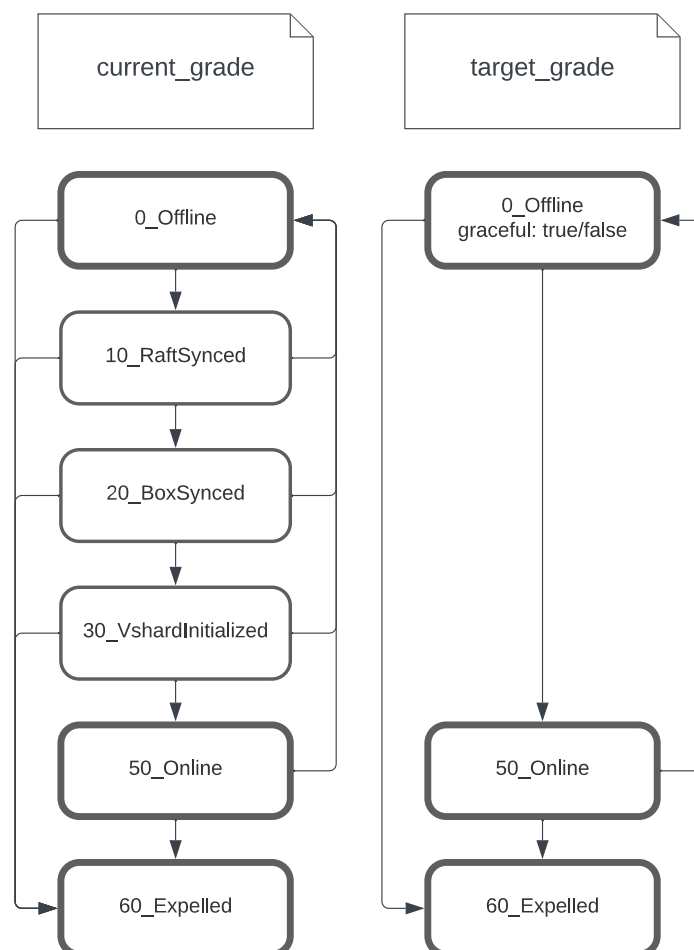 current_grade
target_grade
0_Offline
10_RaftSynced
20_BoxSynced
30_VshardInitialized
50_Online
60_Expelled
0_Offline
graceful: true/false
50_Online
60_Expelled